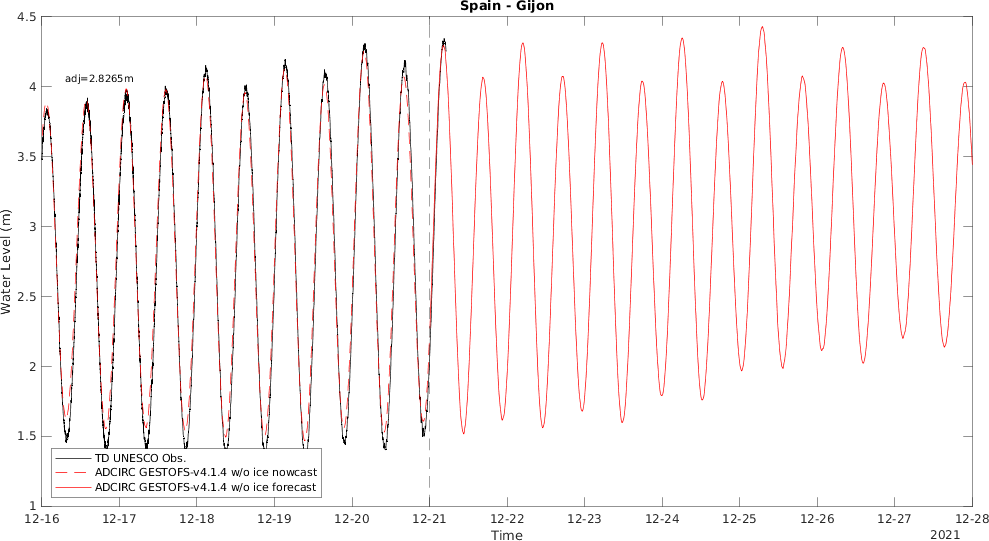 Spain - Gijon
4.5
4
3.5
3
2.5
2
1.5
1
Water Level (m)
adj=2.8265m
TD UNESCO Obs.
ADCIRC GESTOFS-v4.1.4 w/o ice nowcast
ADCIRC GESTOFS-v4.1.4 w/o ice forecast
12-16 12-17 12-18 12-19 12-20 12-21 12-22 12-23 12-24 12-25 12-26 12-27 12-28
Time
2021